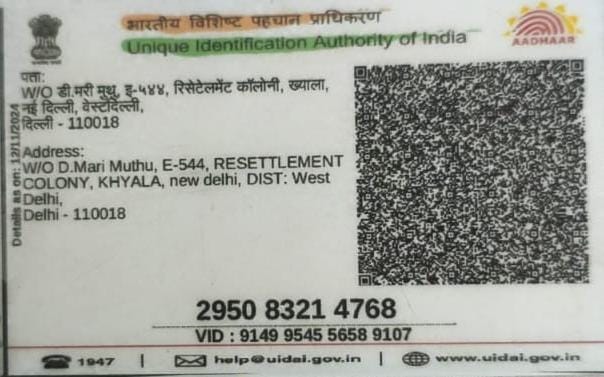 भारतीय विशिष्ट पहचान प्राधिकरण
Unique Identification Authority of India
AADHAAR
पता:
W/O डी.मरी मुथु, इ-५४४, रिसेटेलमेंट कॉलोनी, ख्याला,
नई दिल्ली, वेस्टदिल्ली,
दिल्ली - 110018
Address:
W/O D.Mari Muthu, E-544, RESETTLEMENT
COLONY, KHYALA, new delhi, DIST: West
Delhi,
Delhi - 110018
Details as on: 12/11/2024
2950 8321 4768
VID : 9149 9545 5658 9107
1947 | help@uidai.gov.in | www.uidai.gov.in